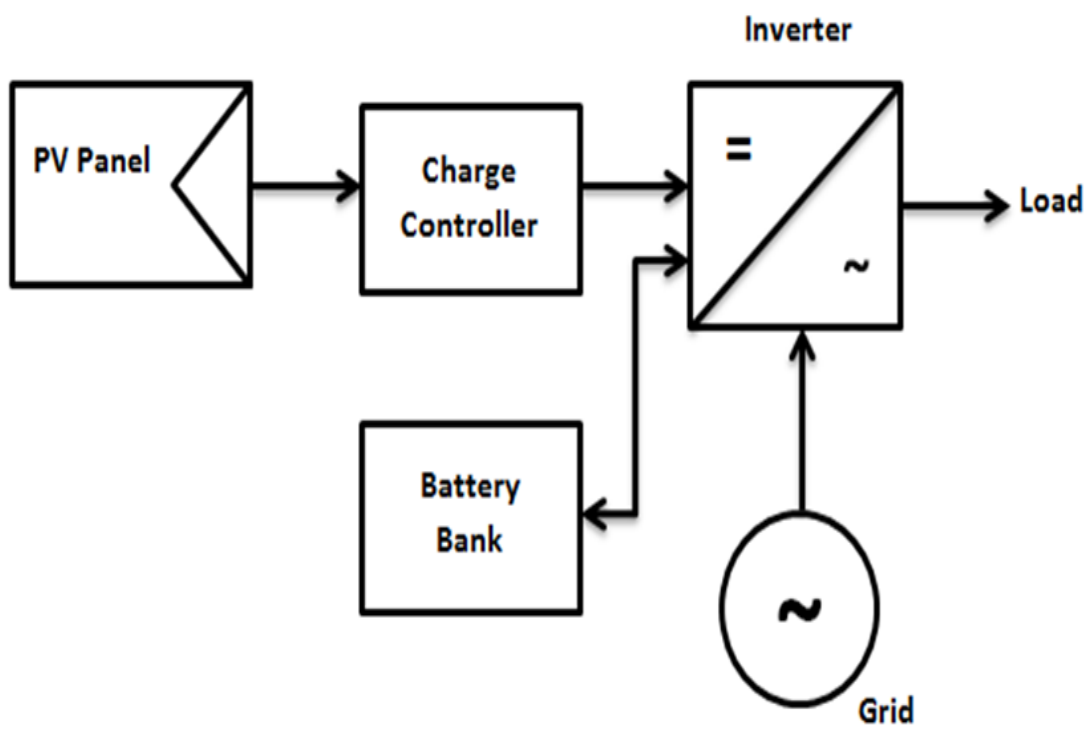 Inverter
PV Panel
Charge
Controller
=
~
Load
Battery
Bank
~
Grid